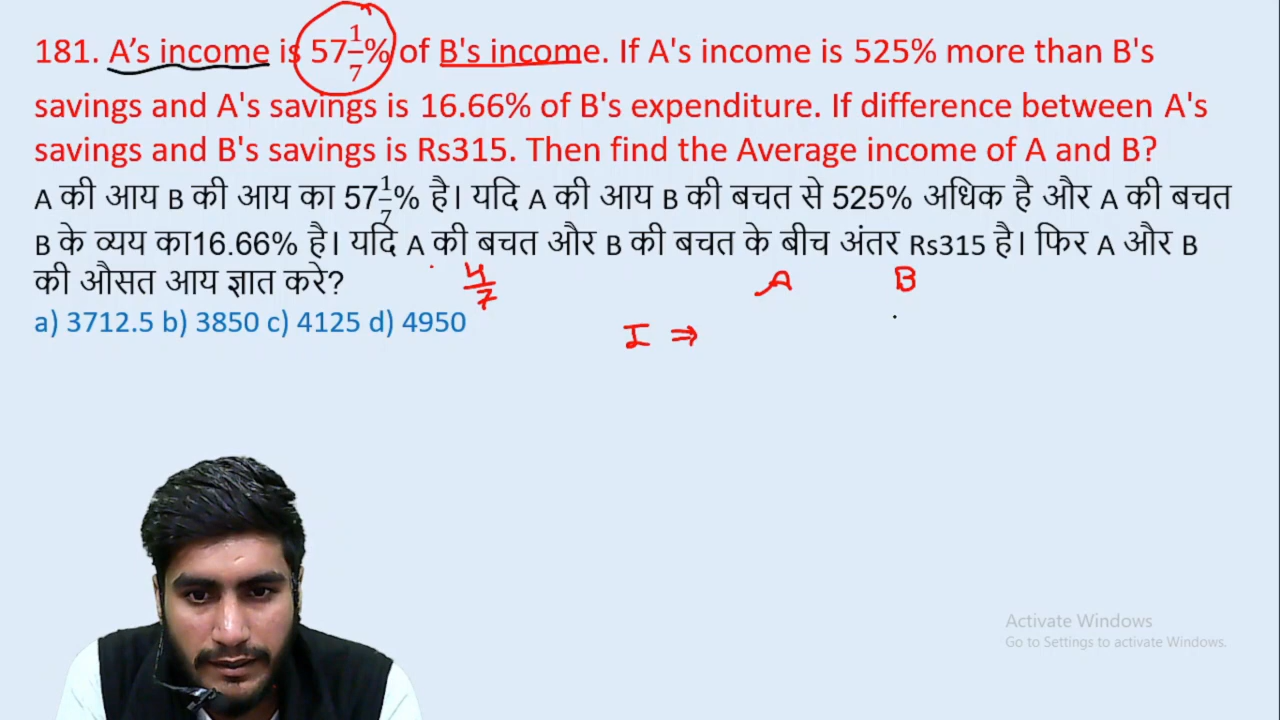 181. A's income is 57 1/7% of B's income. If A's income is 525% more than B's
savings and A's savings is 16.66% of B's expenditure. If difference between A's
savings and B's savings is Rs315. Then find the Average income of A and B?
A की आय B की आय का 57 1/7% है। यदि A की आय B की बचत से 525% अधिक है और A की बचत
B के व्यय का16.66% है। यदि A की बचत और B की बचत के बीच अंतर Rs315 है। फिर A और B
की औसत आय ज्ञात करे?
4/7
A B
a) 3712.5 b) 3850 c) 4125 d) 4950
I ⇒
Activate Windows
Go to Settings to activate Windows.